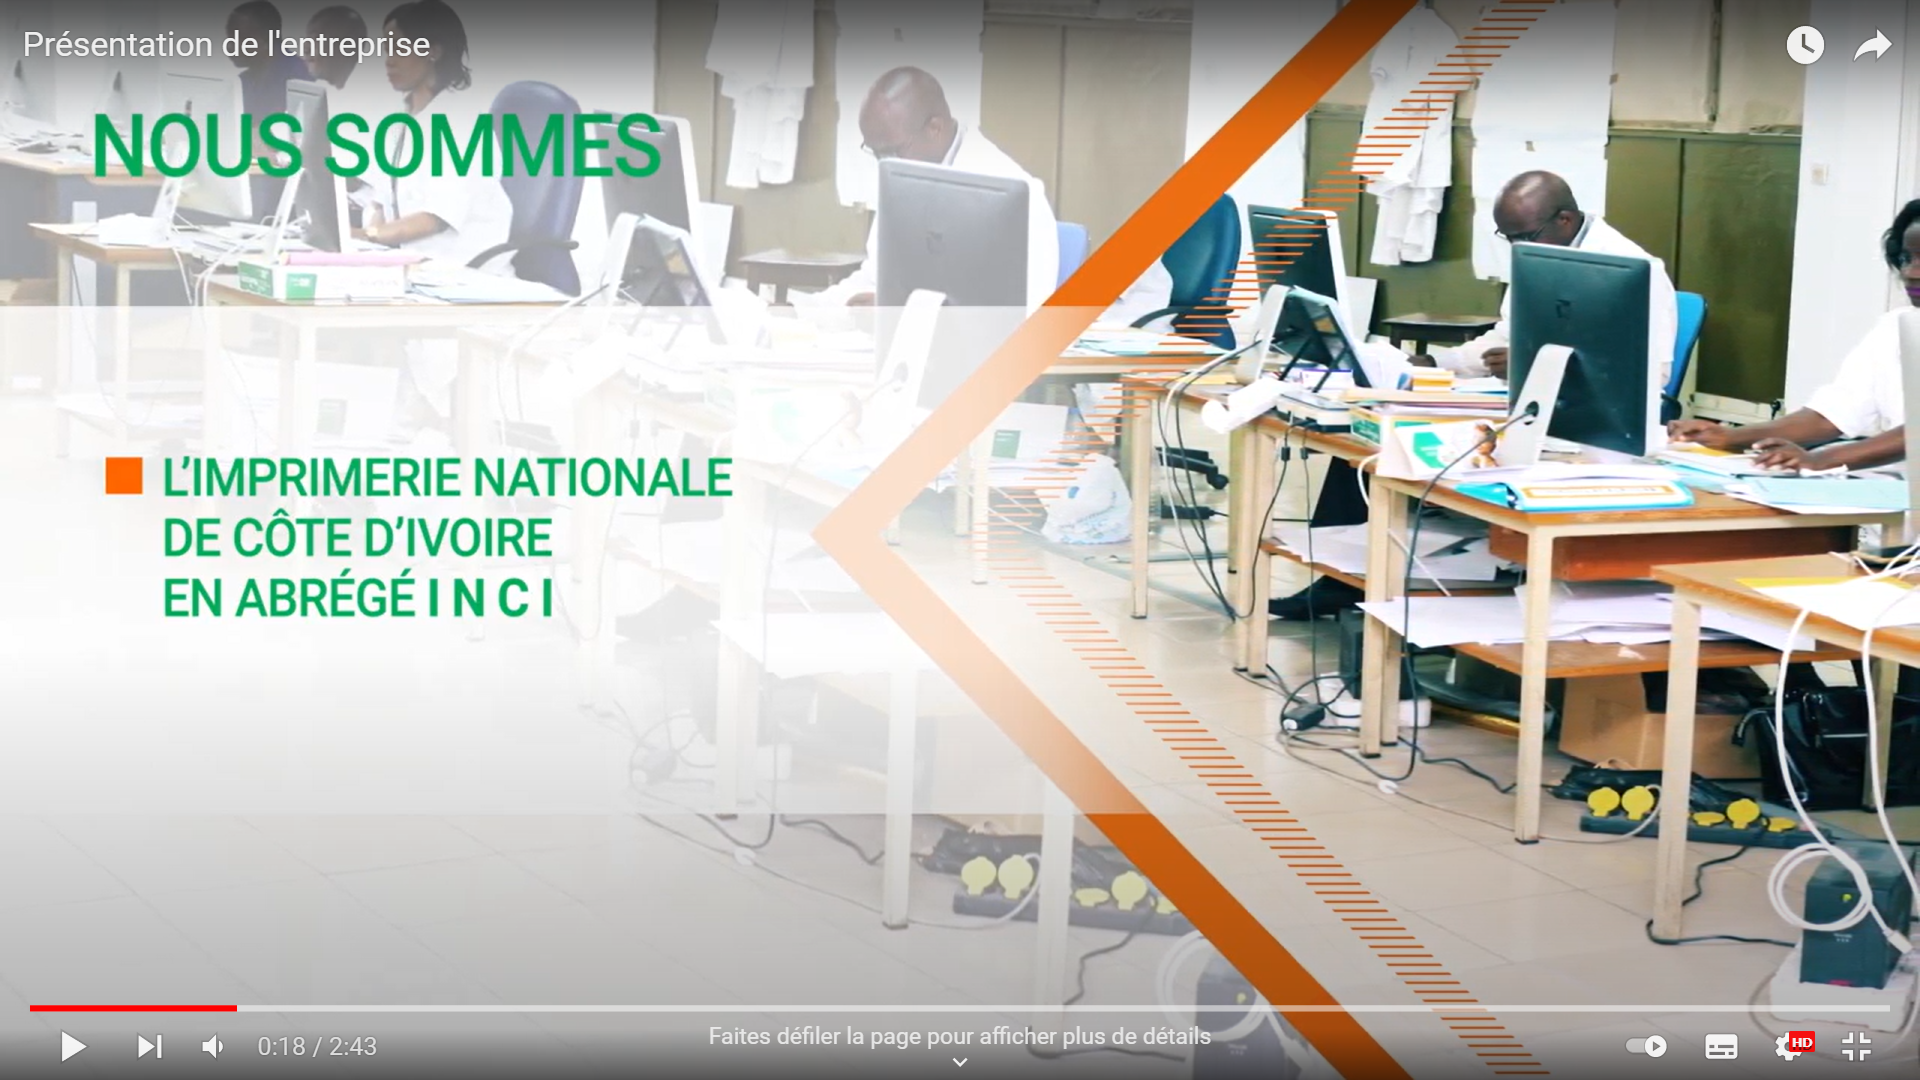 Présentation de l'entreprise
NOUS SOMMES
L’IMPRIMERIE NATIONALE
DE CÔTE D’IVOIRE
EN ABRÉGÉ I N C I
Faites défiler la page pour afficher plus de détails
0:18 / 2:43
HD